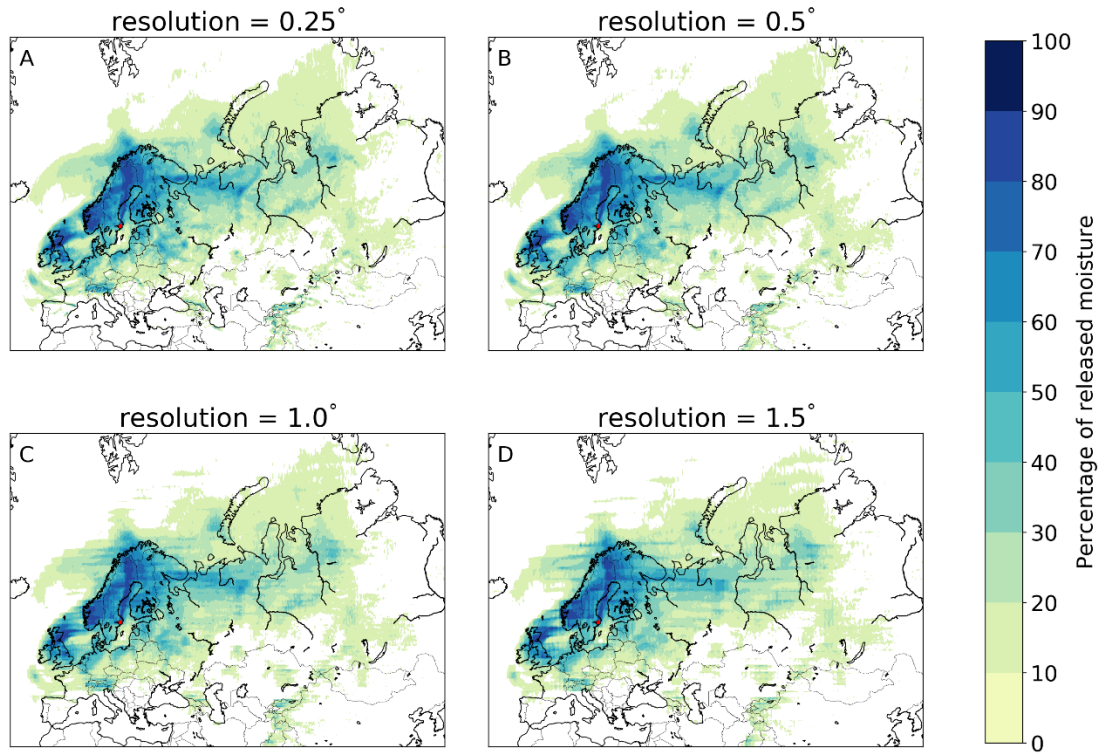 resolution = 0.25°
resolution = 0.5°
A
B
resolution = 1.0°
resolution = 1.5°
C
D
100
90
80
70
60
50
40
30
20
10
0
Percentage of released moisture